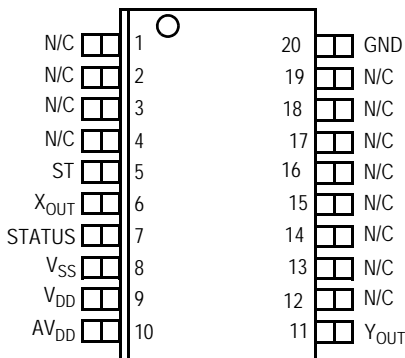 N/C 1 20 GND
N/C 2 19 N/C
N/C 3 18 N/C
N/C 4 17 N/C
ST 5 16 N/C
XOUT 6 15 N/C
STATUS 7 14 N/C
VSS 8 13 N/C
VDD 9 12 N/C
AVDD 10 11 YOUT